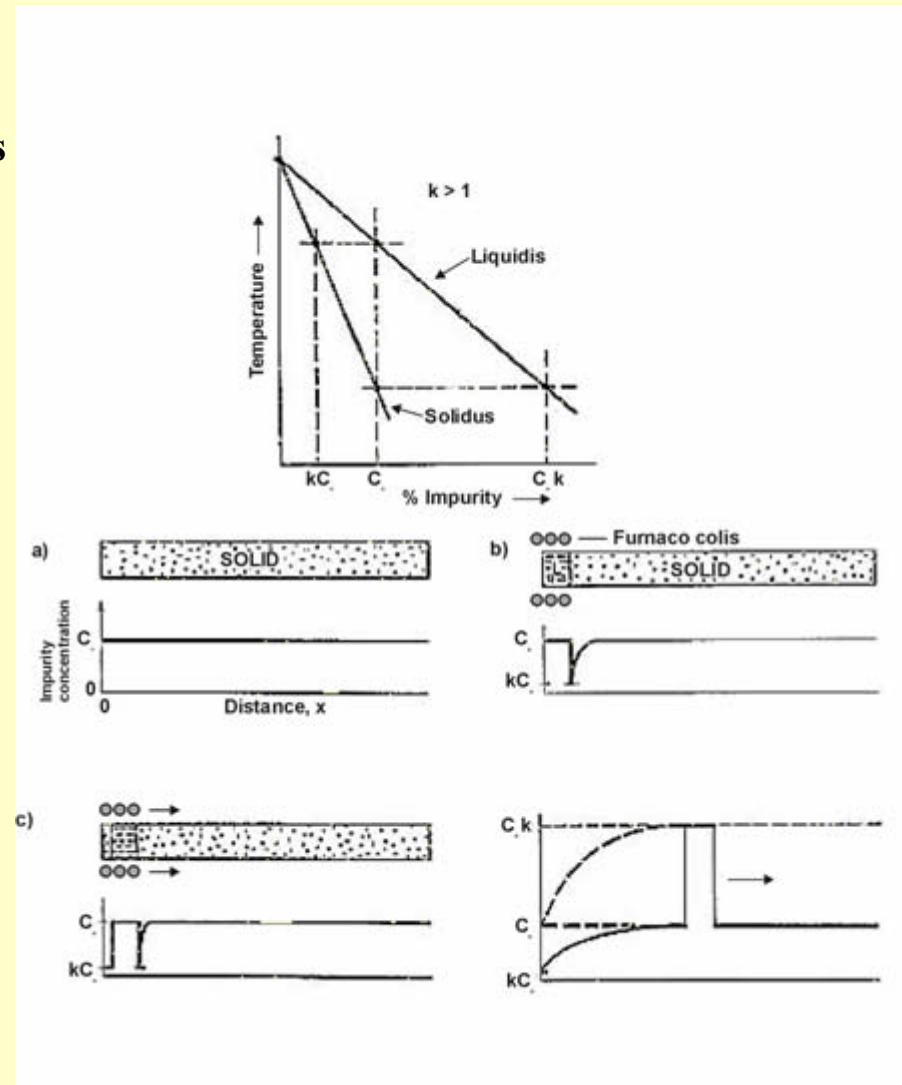 s
k > 1
Liquidis
Temperature
Solidus
kC. C. C. k
% Impurity
a) SOLID
Impurity concentration
C.
0
0 Distance, x
b) Furnaco colis
L SOLID
C.
kC.
c)
C.
kC.
C. k
C.
kC.